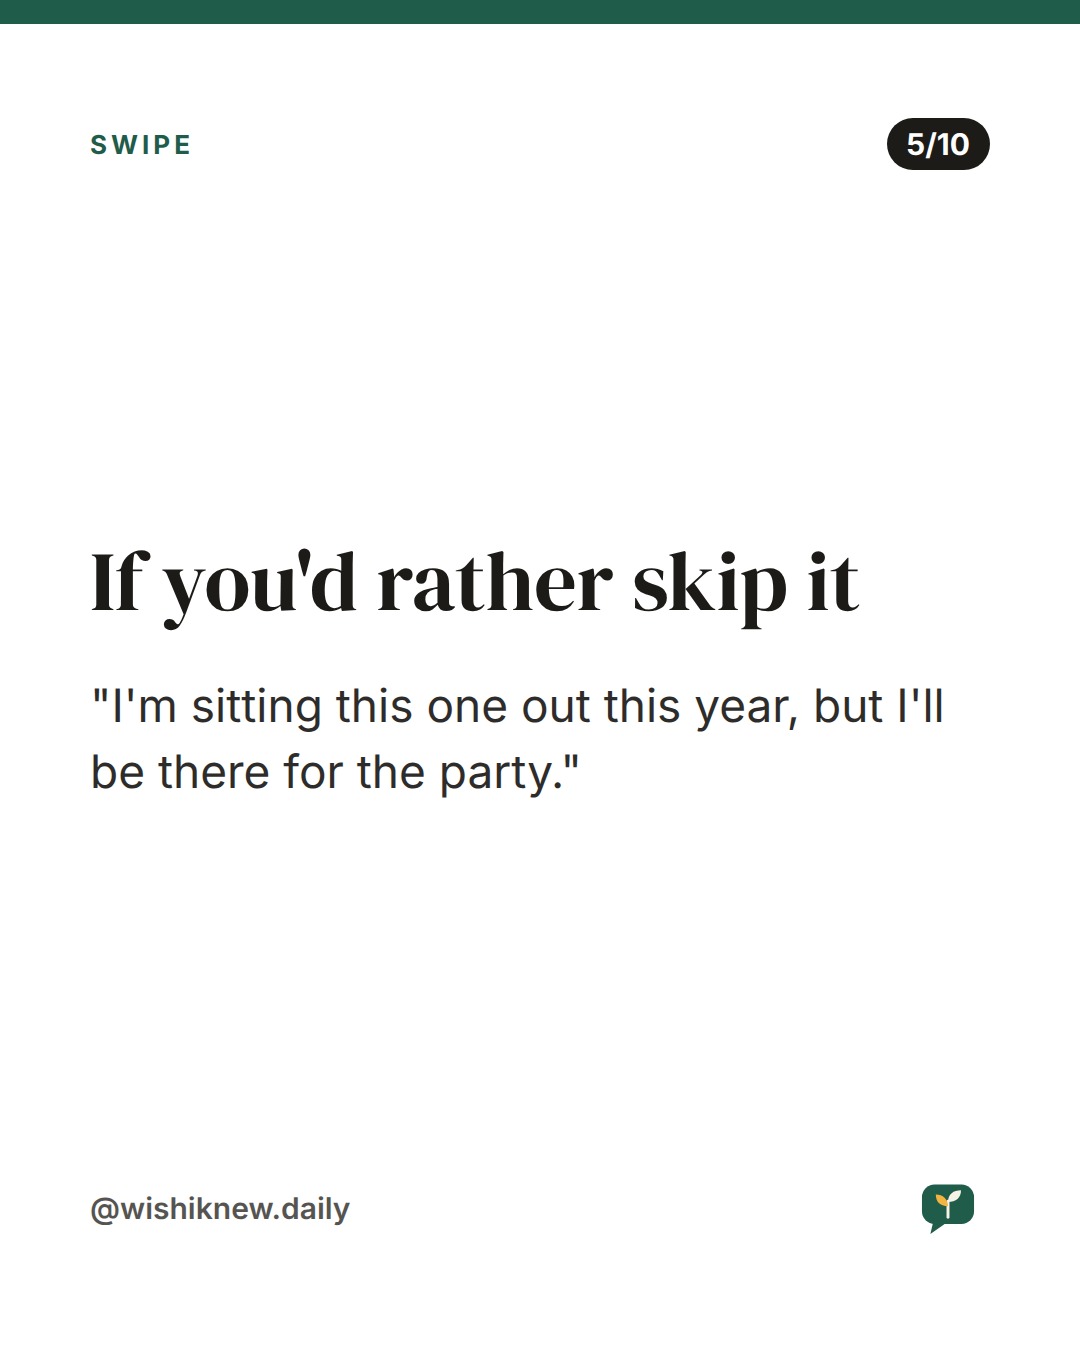 SWIPE
5/10
If you'd rather skip it
"I'm sitting this one out this year, but I'll
be there for the party."
@wishiknew.daily